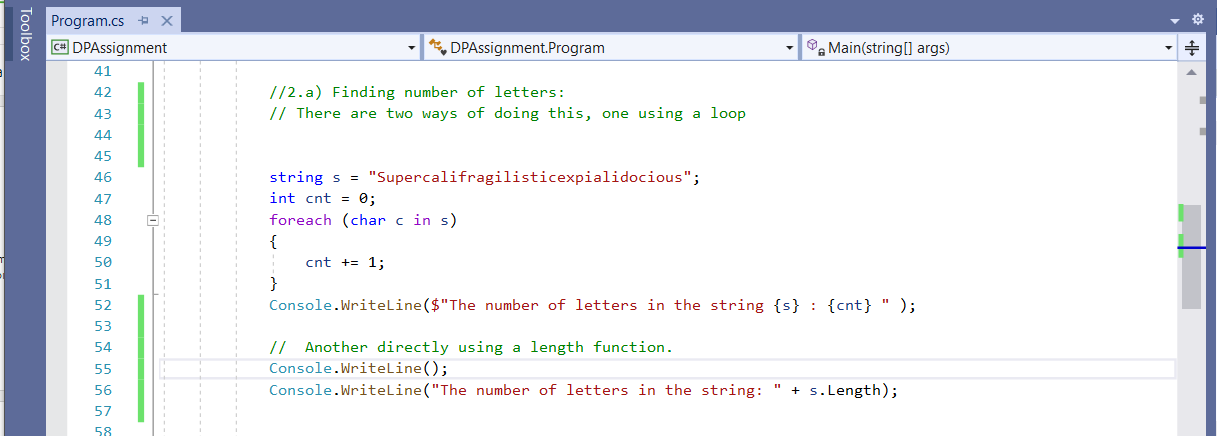 Toolbox
Program.cs
C# DPAssignment DPAssignment.Program Main(string[] args)
41
42 //2.a) Finding number of letters:
43 // There are two ways of doing this, one using a loop
44
45
46 string s = "Supercalifragilisticexpialidocious";
47 int cnt = 0;
48 foreach (char c in s)
49 {
50 cnt += 1;
51 }
52 Console.WriteLine($"The number of letters in the string {s} : {cnt} " );
53
54 //  Another directly using a length function.
55 Console.WriteLine();
56 Console.WriteLine("The number of letters in the string: " + s.Length);
57
58